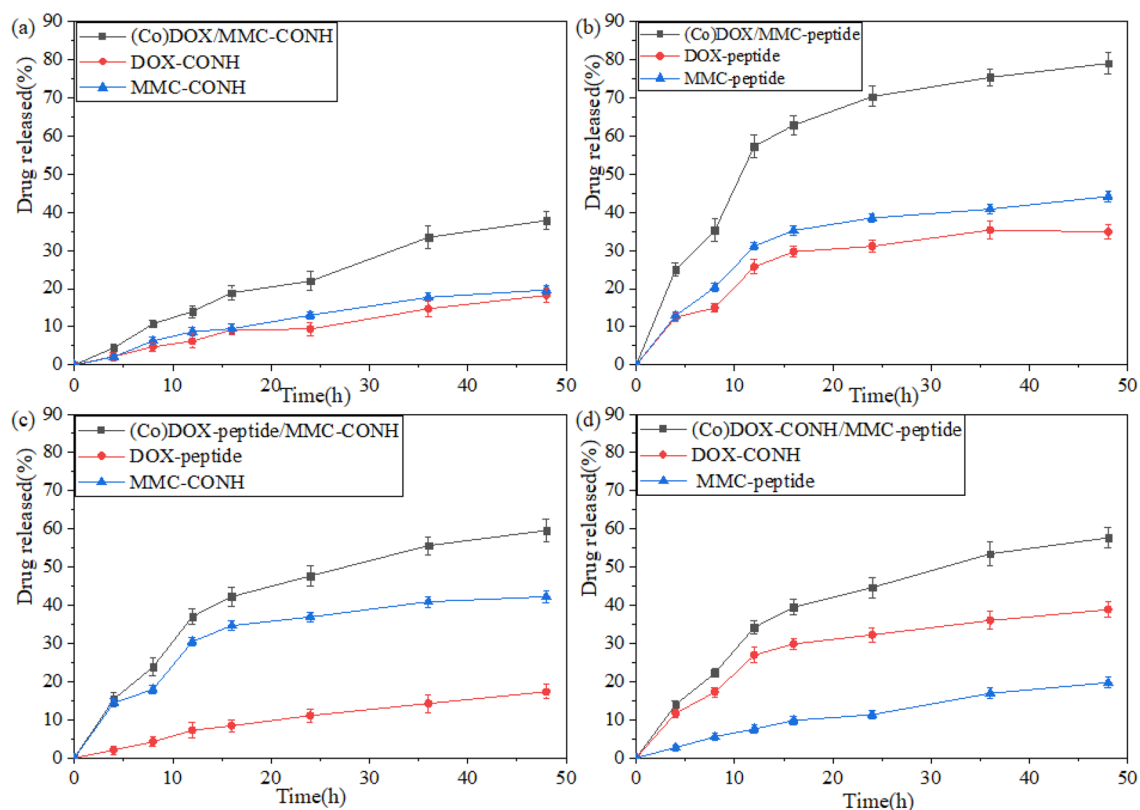 (a)
(Co)DOX/MMC-CONH
DOX-CONH
MMC-CONH
Drug released(%)
90
80
70
60
50
40
30
20
10
0
0 10 20 30 40 50
Time(h)
(b)
(Co)DOX/MMC-peptide
DOX-peptide
MMC-peptide
Drug released(%)
90
80
70
60
50
40
30
20
10
0
0 10 20 30 40 50
Time(h)
(c)
(Co)DOX-peptide/MMC-CONH
DOX-peptide
MMC-CONH
Drug released(%)
90
80
70
60
50
40
30
20
10
0
0 10 20 30 40 50
Time(h)
(d)
(Co)DOX-CONH/MMC-peptide
DOX-CONH
MMC-peptide
Drug released(%)
90
80
70
60
50
40
30
20
10
0
0 10 20 30 40 50
Time(h)